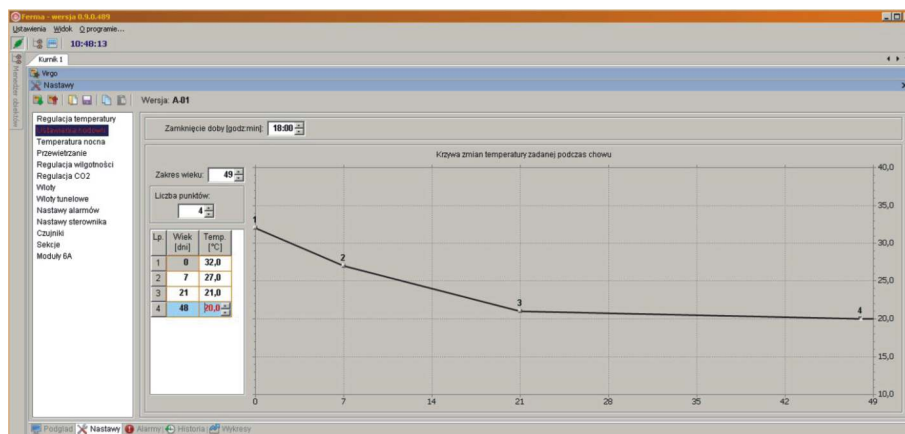 Ferma - wersja 0.9.0.489
Ustawienia Widok O programie...
10:48:13
Menedżer obiektów
Kurnik 1
Virgo
Nastawy
Wersja: A-81
Regulacja temperatury
Temperatura nocna
Przewietrzanie
Regulacja wilgotności
Regulacja CO2
Wloty
Wloty tunelowe
Nastawy alarmów
Nastawy sterownika
Czujniki
Sekcje
Moduły 6A
Zamknięcie doby [godz:min]: 18:00
Zakres wieku: 49
Liczba punktów:
4
Lp. Wiek [dni] Temp. [°C]
1 0 32,0
2 7 27,0
3 21 21,0
4 48 20,0
Krzywa zmian temperatury zadanej podczas chowu
1
2
3
4
40,0
35,0
30,0
25,0
20,0
15,0
10,0
0 7 14 21 28 35 42 49
Podgląd Nastawy Alarmy Historia Wykresy